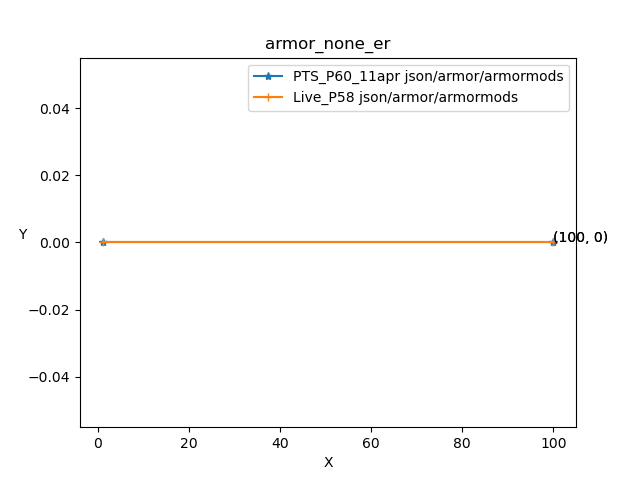 armor_none_er
PTS_P60_11apr json/armor/armormods
Live_P58 json/armor/armormods
0.04
0.02
0.00
−0.02
−0.04
Y
(100, 0)
0 20 40 60 80 100
X